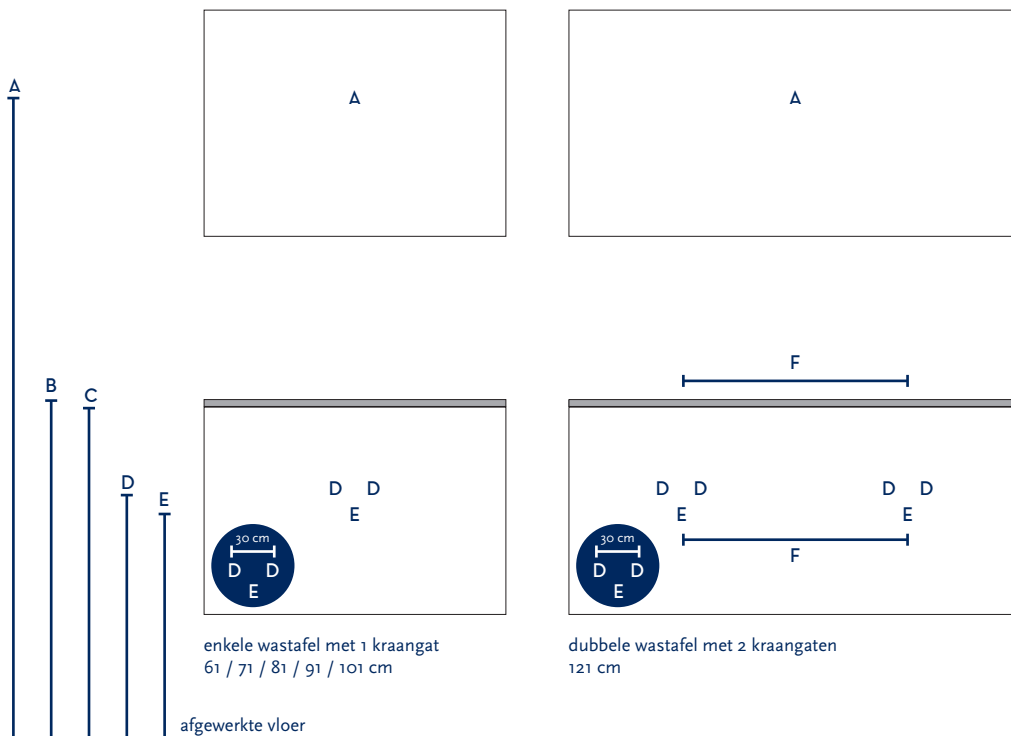 A
A
A
F
B
C
D
E
D D
E
D D
E
D D
E
F
30 cm
D D
E
30 cm
D D
E
enkele wastafel met 1 kraangat
61 / 71 / 81 / 91 / 101 cm
dubbele wastafel met 2 kraangaten
121 cm
afgewerkte vloer